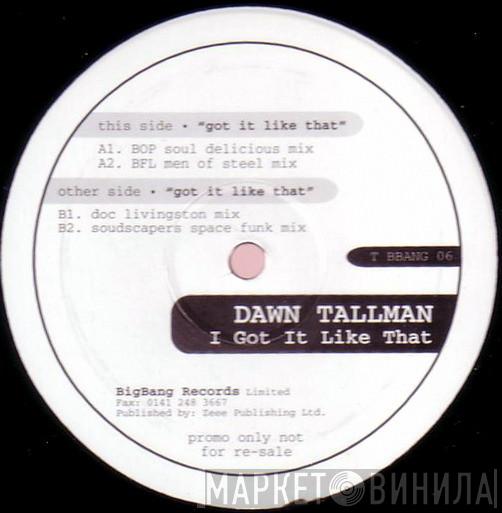 this side • "got it like that"
A1. BOP soul delicious mix
A2. BFL men of steel mix
other side • "got it like that"
B1. doc livingston mix
B2. soudscapers space funk mix
T BBANG 06
DAWN TALLMAN
I Got It Like That
BigBang Records Limited
Fax: 0141 248 3667
Published by: Zeee Publishing Ltd.
promo only not
for re-sale
МАРКЕТ ВИНИЛА